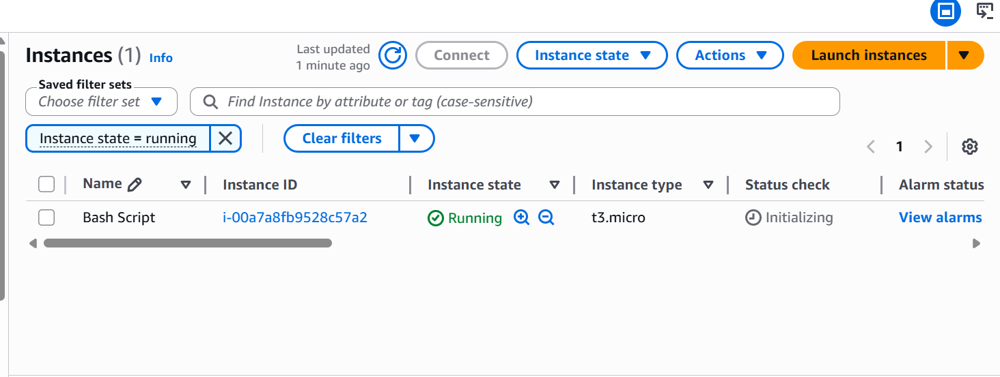 Instances (1) Info
Last updated
1 minute ago
Connect
Instance state
Actions
Launch instances
Saved filter sets
Choose filter set
Find Instance by attribute or tag (case-sensitive)
Instance state = running
Clear filters
1
Name Instance ID Instance state Instance type Status check Alarm status
Bash Script i-00a7a8fb9528c57a2 Running t3.micro Initializing View alarms